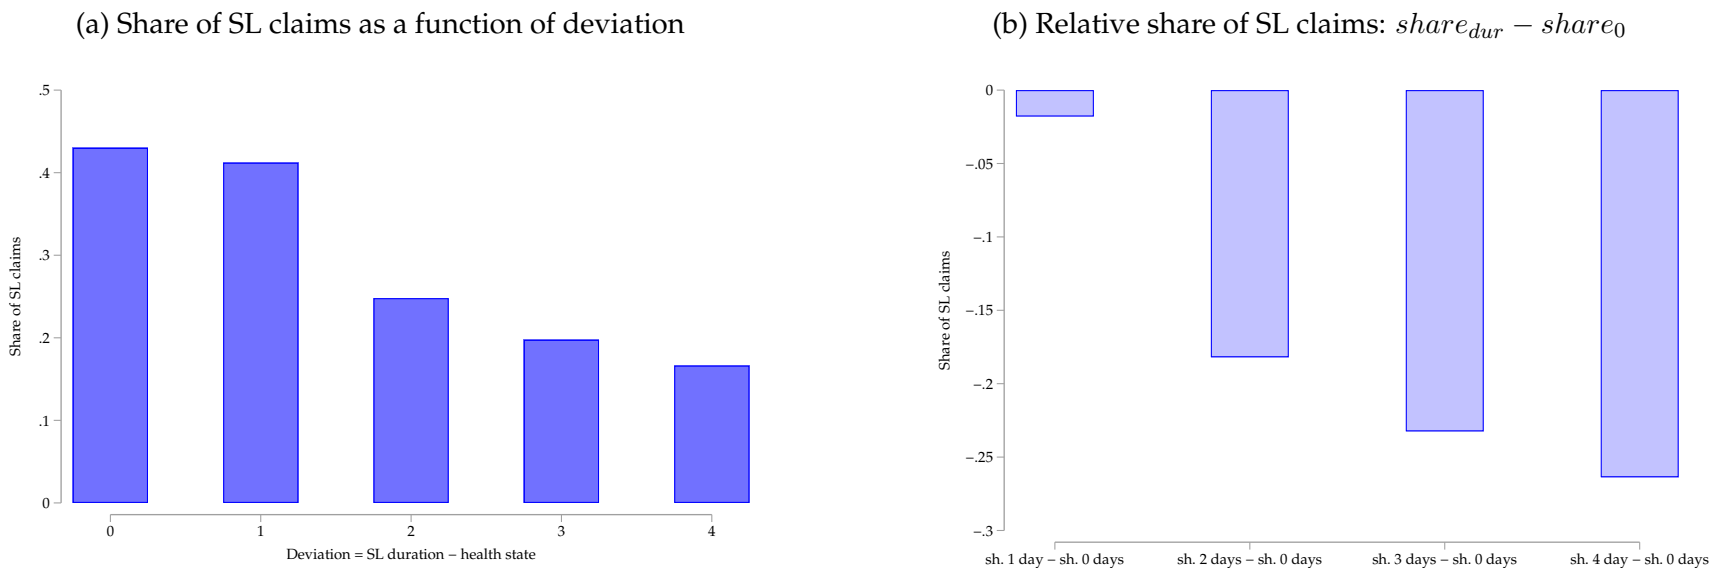 (a) Share of SL claims as a function of deviation
Share of SL claims
.5
.4
.3
.2
.1
0
0 1 2 3 4
Deviation = SL duration − health state
(b) Relative share of SL claims: share_dur − share_0
Share of SL claims
0
−.05
−.1
−.15
−.2
−.25
−.3
sh. 1 day − sh. 0 days sh. 2 days − sh. 0 days sh. 3 days − sh. 0 days sh. 4 day − sh. 0 days